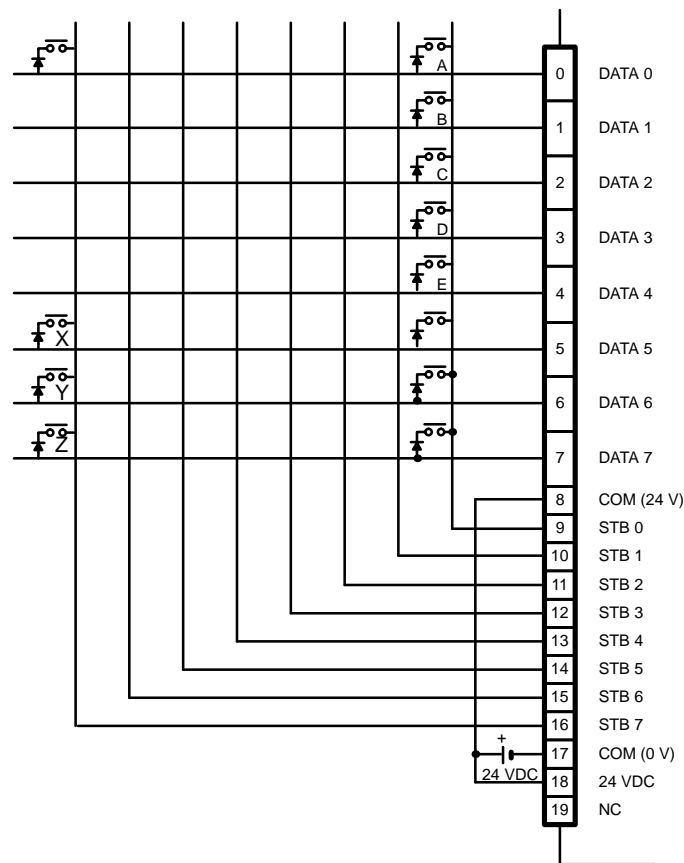 A
0 DATA 0
B
1 DATA 1
C
2 DATA 2
D
3 DATA 3
E
4 DATA 4
X
5 DATA 5
Y
6 DATA 6
Z
7 DATA 7
8 COM (24 V)
9 STB 0
10 STB 1
11 STB 2
12 STB 3
13 STB 4
14 STB 5
15 STB 6
16 STB 7
+
17 COM (0 V)
24 VDC
18 24 VDC
19 NC